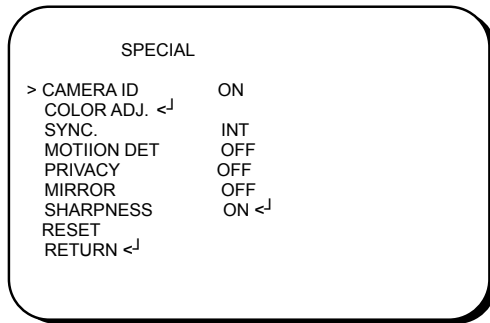 SPECIAL
> CAMERA ID ON
COLOR ADJ. <┘
SYNC. INT
MOTIION DET OFF
PRIVACY OFF
MIRROR OFF
SHARPNESS ON <┘
RESET
RETURN <┘